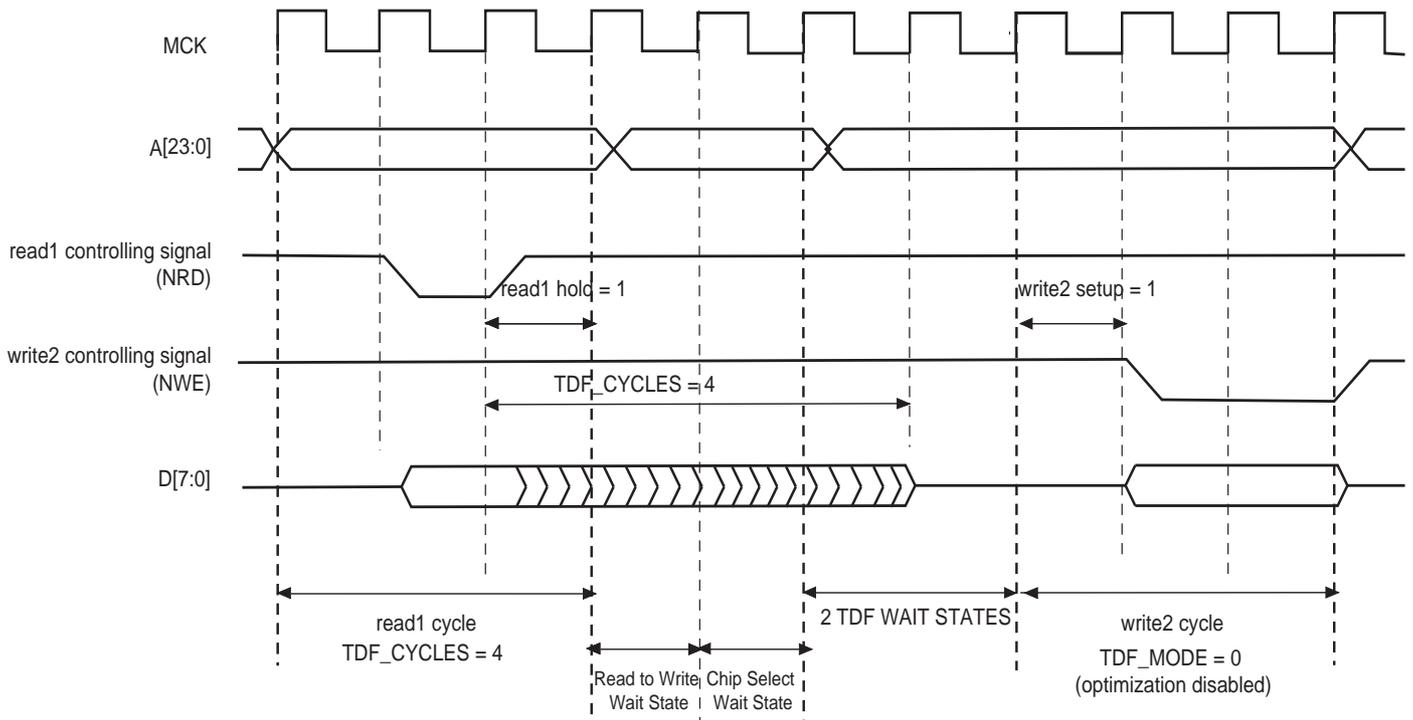 MCK
A[23:0]
read1 controlling signal
(NRD)
read1 hold = 1
write2 setup = 1
write2 controlling signal
(NWE)
TDF_CYCLES = 4
D[7:0]
read1 cycle
TDF_CYCLES = 4
2 TDF WAIT STATES
write2 cycle
TDF_MODE = 0
(optimization disabled)
Read to Write
Wait State
Chip Select
Wait State